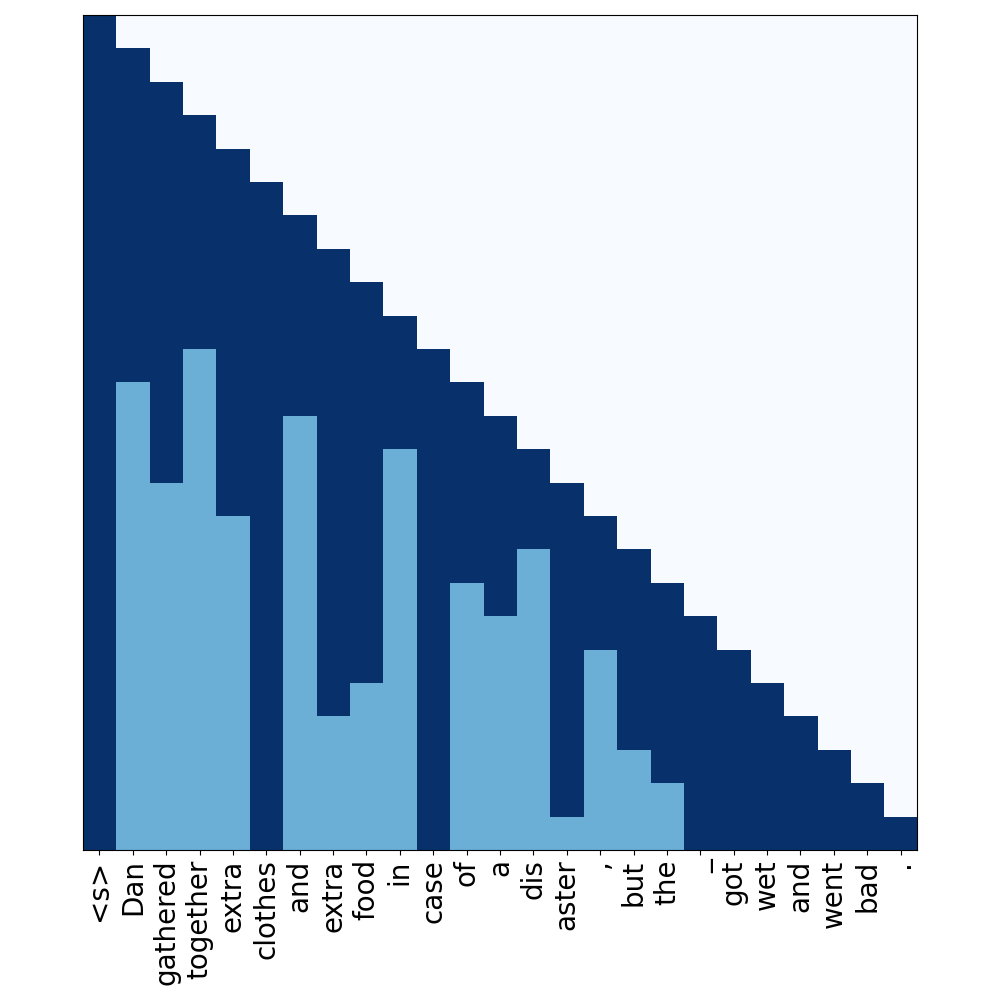 <s> Dan gathered together extra clothes and extra food in case of a dis aster , but the _ got wet and went bad .